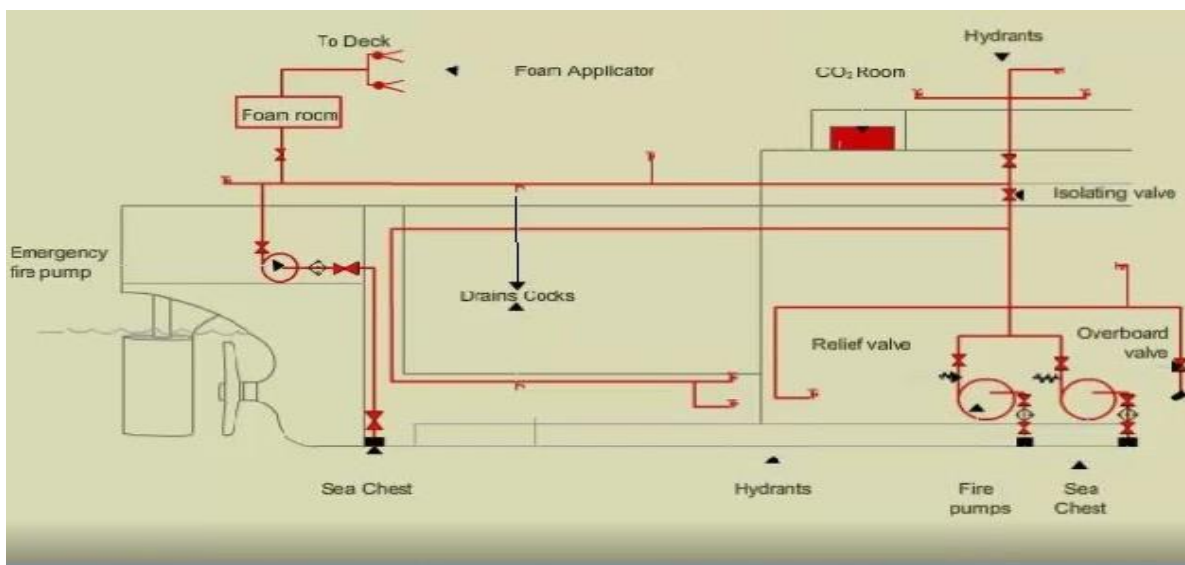 To Deck
Hydrants
Foam Applicator
CO₂ Room
Foam room
Isolating valve
Emergency
fire pump
Drains Cocks
Relief valve
Overboard
valve
Sea Chest
Hydrants
Fire
pumps
Sea
Chest